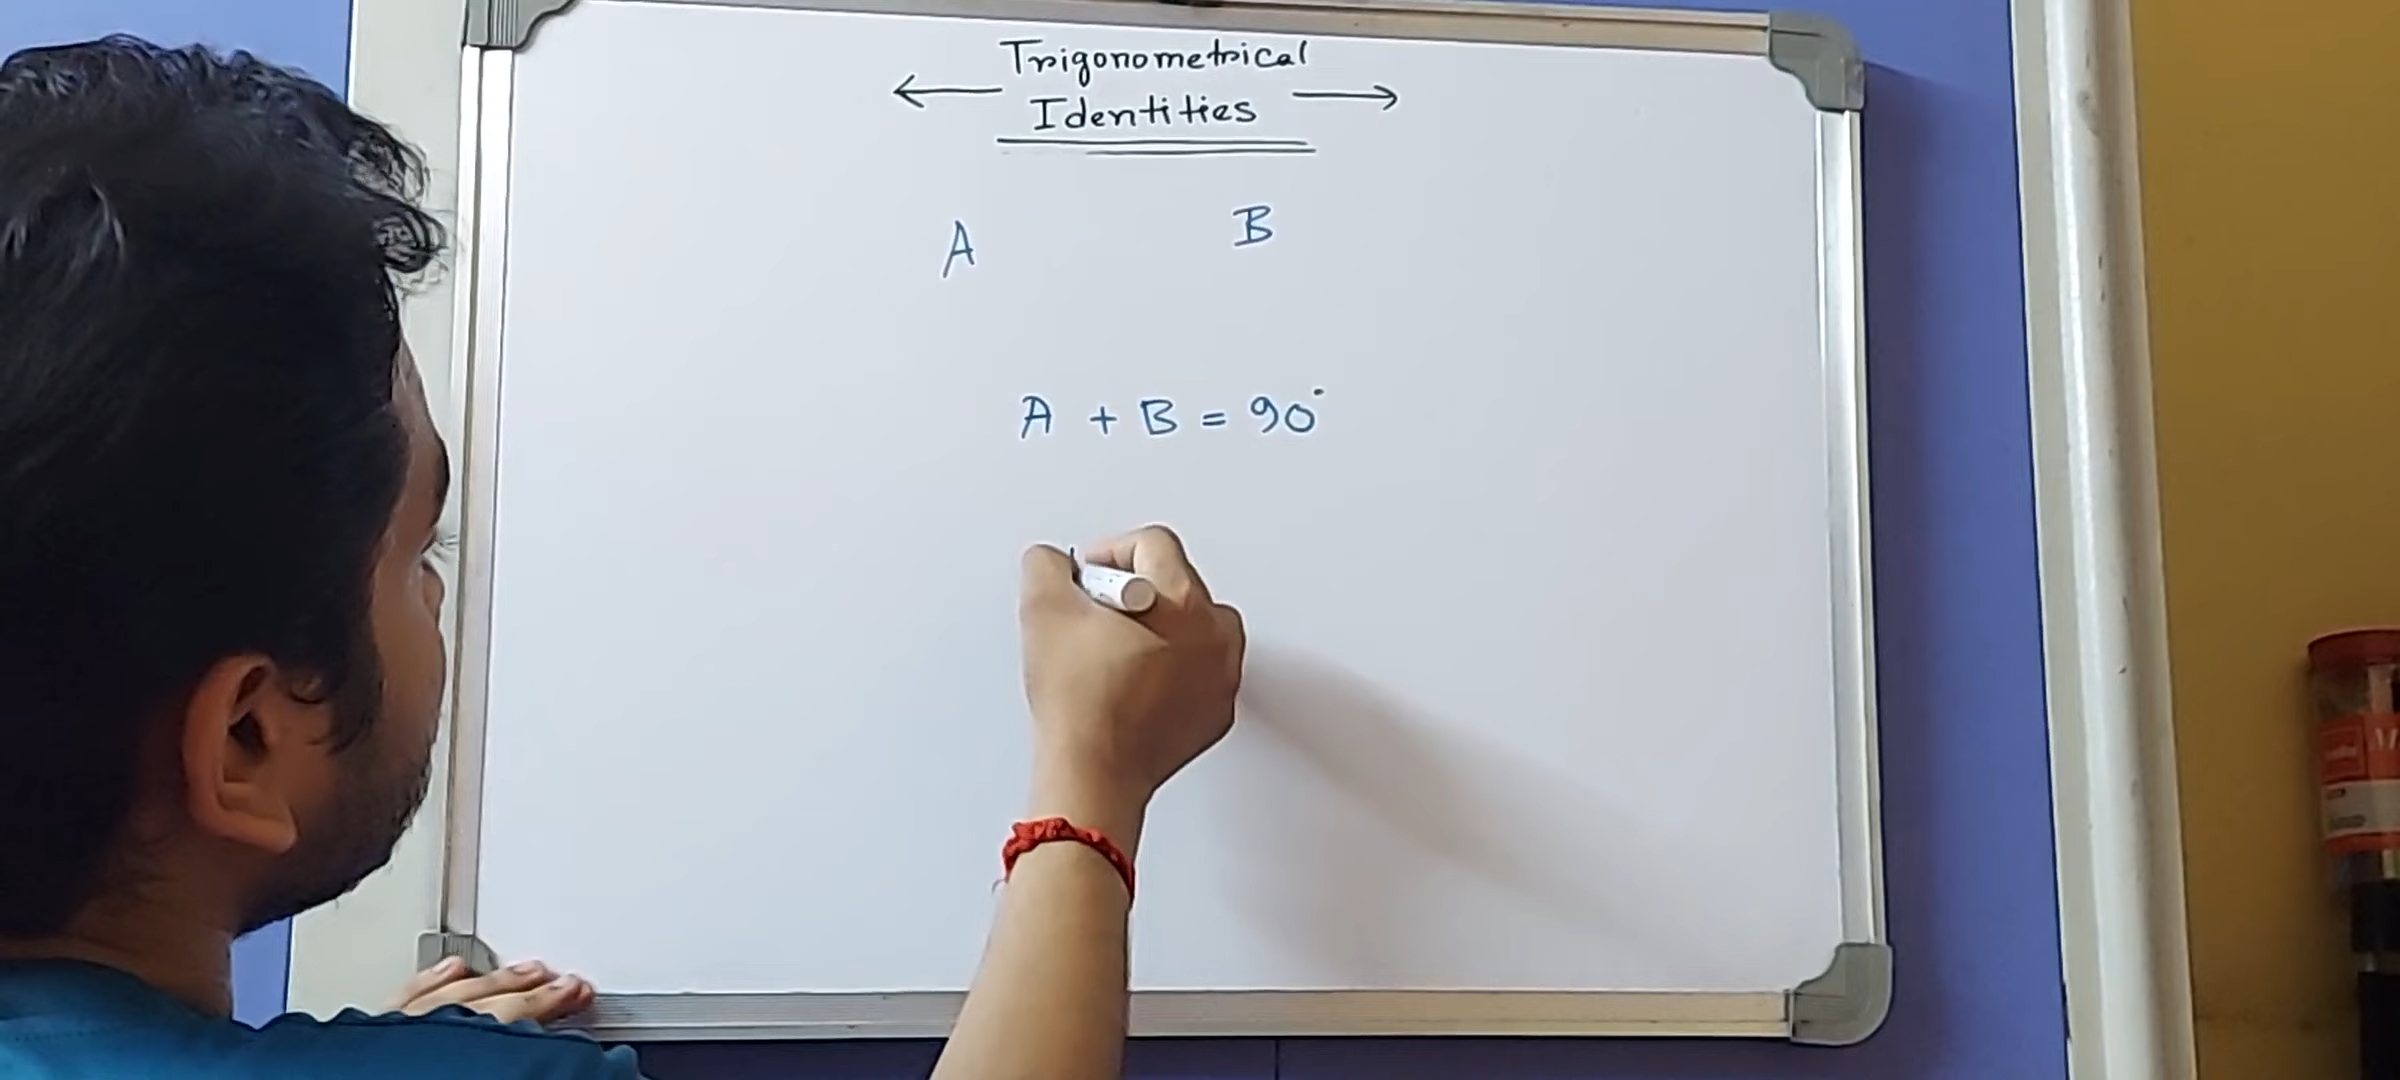 Trigonometrical
Identities
A B
A + B = 90°